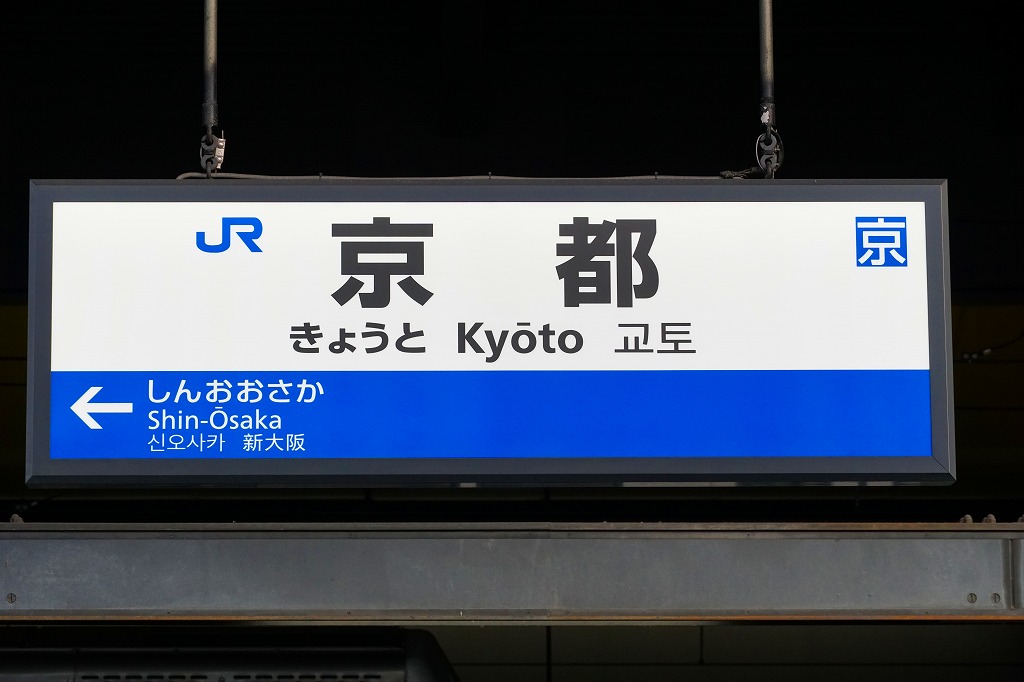 JR 京都 京
きょうと Kyōto 교토
← しんおおさか
Shin-Ōsaka
신오사카 新大阪